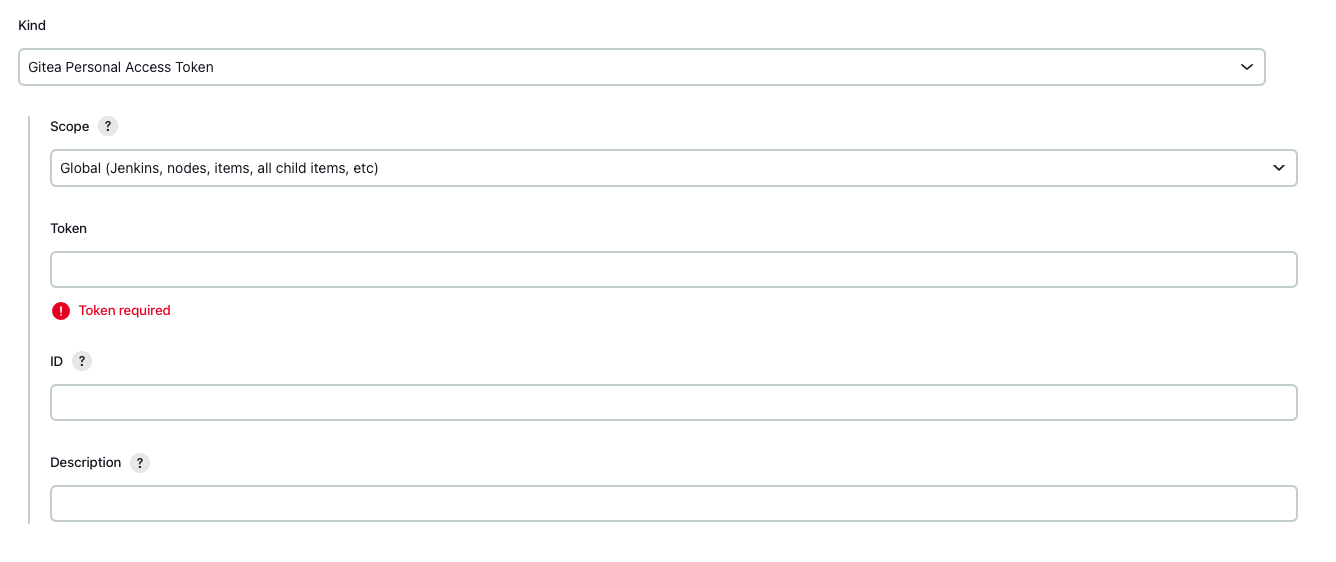 Kind
Gitea Personal Access Token
Scope ?
Global (Jenkins, nodes, items, all child items, etc)
Token
! Token required
ID ?
Description ?